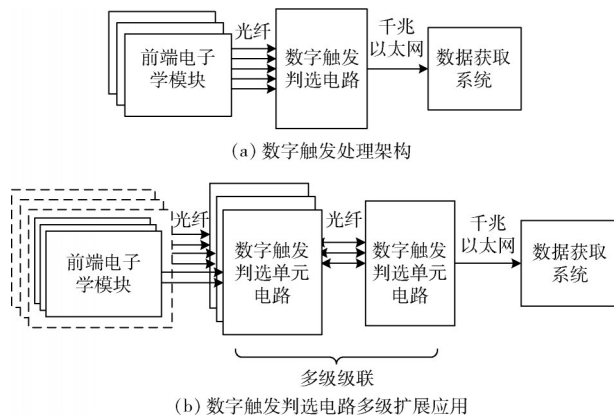 前端电子
学模块
光纤
数字触发
判选电路
千兆
以太网
数据获取
系统
(a) 数字触发处理架构
前端电子
学模块
光纤
数字触发
判选单元
电路
光纤
数字触发
判选单元
电路
千兆
以太网
数据获取
系统
多级级联
(b) 数字触发判选电路多级扩展应用